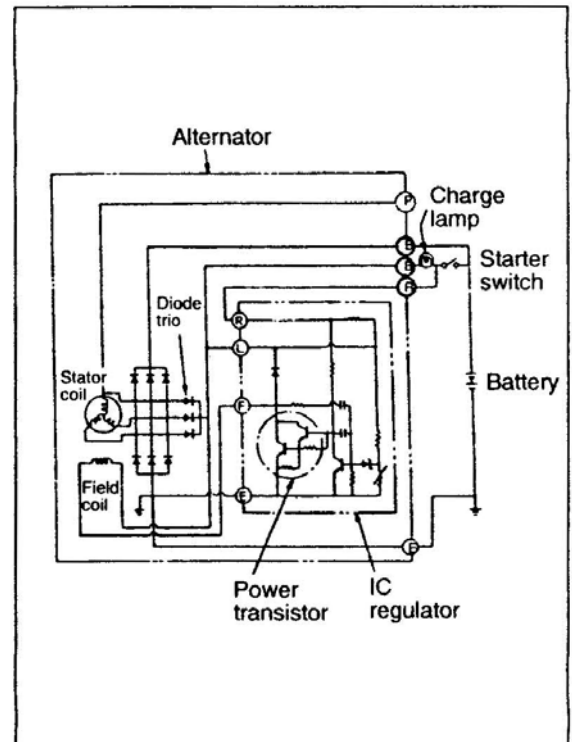 Alternator
P
Charge
lamp
B
Starter
switch
Diode
trio
R
L
Stator
coil
Battery
F
Field
coil
E
Power
transistor
IC
regulator